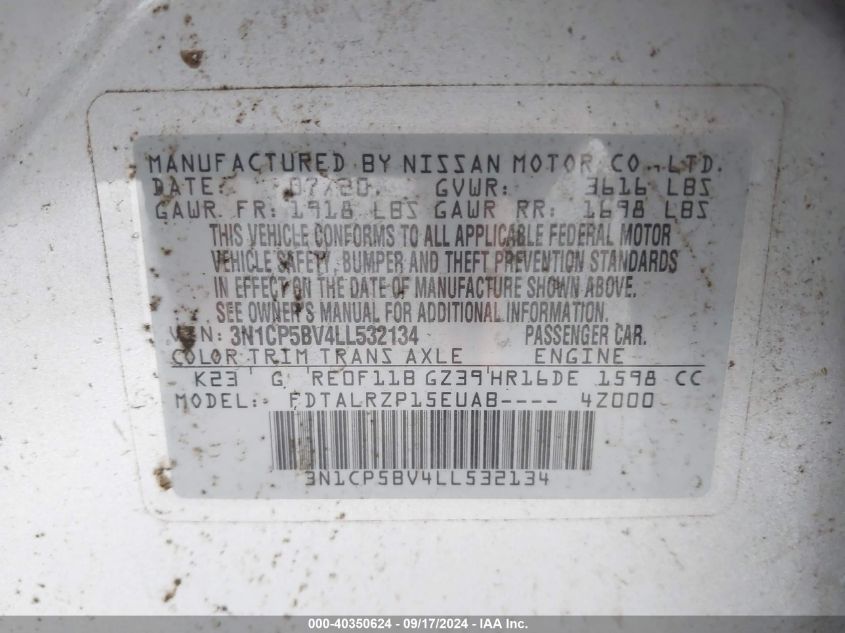 MANUFACTURED BY NISSAN MOTOR CO., LTD.
DATE: 07/20 GVWR: 3616 LBS
GAWR FR: 1918 LBS GAWR RR: 1698 LBS
THIS VEHICLE CONFORMS TO ALL APPLICABLE FEDERAL MOTOR
VEHICLE SAFETY, BUMPER AND THEFT PREVENTION STANDARDS
IN EFFECT ON THE DATE OF MANUFACTURE SHOWN ABOVE.
SEE OWNER'S MANUAL FOR ADDITIONAL INFORMATION.
VIN: 3N1CP5BV4LL532134 PASSENGER CAR.
COLOR TRIM TRANS AXLE ENGINE
K23 G RE0F11B GZ39 HR16DE 1598 CC
MODEL: FDTALRZP15EUAB---- 4Z000
3N1CP5BV4LL532134
000-40350624 - 09/17/2024 - IAA Inc.